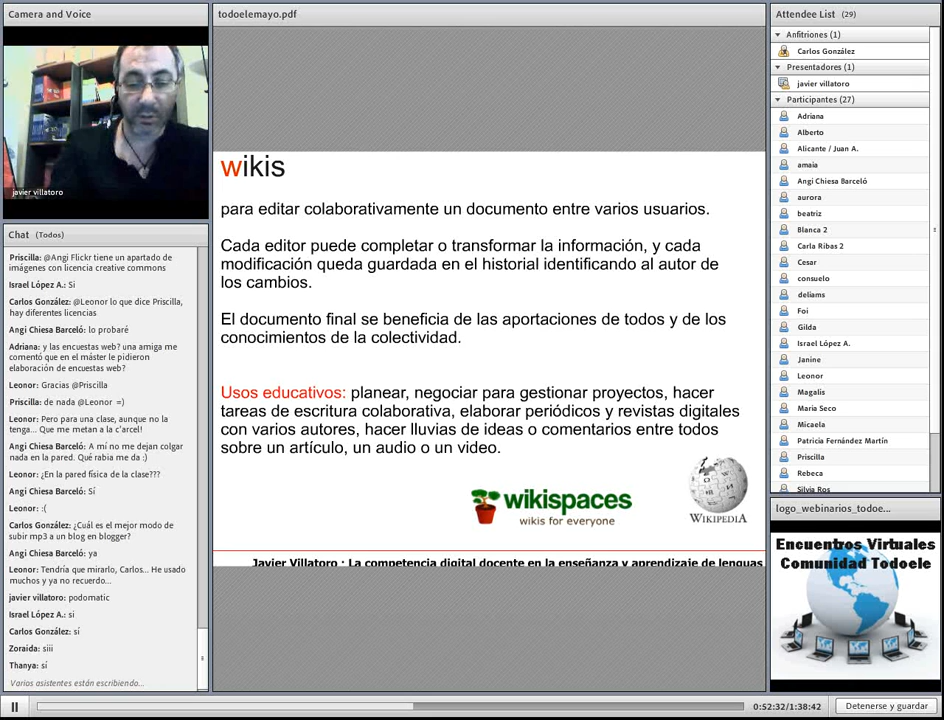 Camera and Voice
javier villatoro
Chat (Todos)
Priscilla: @Angi Flickr tiene un apartado de
imágenes con licencia creative commons
Israel López A.: Si
Carlos González: @Leonor lo que dice Priscilla,
hay diferentes licencias
Angi Chiesa Barceló: lo probaré
Adriana: y las encuestas web? una amiga me
comentó que en el máster le pidieron
elaboración de encuestas web?
Leonor: Gracias @Priscilla
Priscilla: de nada @Leonor =)
Leonor: Pero para una clase, aunque no la
tenga... Que me metan a la c'arcel!
Angi Chiesa Barceló: A mí no me dejan colgar
nada en la pared. Qué rabia me da :)
Leonor: ¿En la pared física de la clase???
Angi Chiesa Barceló: Sí
Leonor: :(
Carlos González: ¿Cuál es el mejor modo de
subir mp3 a un blog en blogger?
Angi Chiesa Barceló: ya
Leonor: Tendría que mirarlo, Carlos... He usado
muchos y ya no recuerdo...
javier villatoro: podomatic
Israel López A.: si
Carlos González: sí
Zoraida: siii
Thanya: sí
Varios asistentes están escribiendo...
todoelemayo.pdf
wikis
para editar colaborativamente un documento entre varios usuarios.
Cada editor puede completar o transformar la información, y cada
modificación queda guardada en el historial identificando al autor de
los cambios.
El documento final se beneficia de las aportaciones de todos y de los
conocimientos de la colectividad.
Usos educativos: planear, negociar para gestionar proyectos, hacer
tareas de escritura colaborativa, elaborar periódicos y revistas digitales
con varios autores, hacer lluvias de ideas o comentarios entre todos
sobre un artículo, un audio o un video.
wikispaces
wikis for everyone
WIKIPEDIA
Javier Villatoro : La competencia digital docente en la enseñanza y aprendizaje de lenguas
Attendee List (29)
Anfitriones (1)
Carlos González
Presentadores (1)
javier villatoro
Participantes (27)
Adriana
Alberto
Alicante / Juan A.
amaia
Angi Chiesa Barceló
aurora
beatriz
Blanca 2
Carla Ribas 2
Cesar
consuelo
deliams
Foi
Gilda
Israel López A.
Janine
Leonor
Magalis
Maria Seco
Micaela
Patricia Fernández Martín
Priscilla
Rebeca
Silvia Ros
logo_webinarios_todoe...
Encuentros Virtuales
Comunidad Todoele
0:52:32/1:38:42
Detenerse y guardar